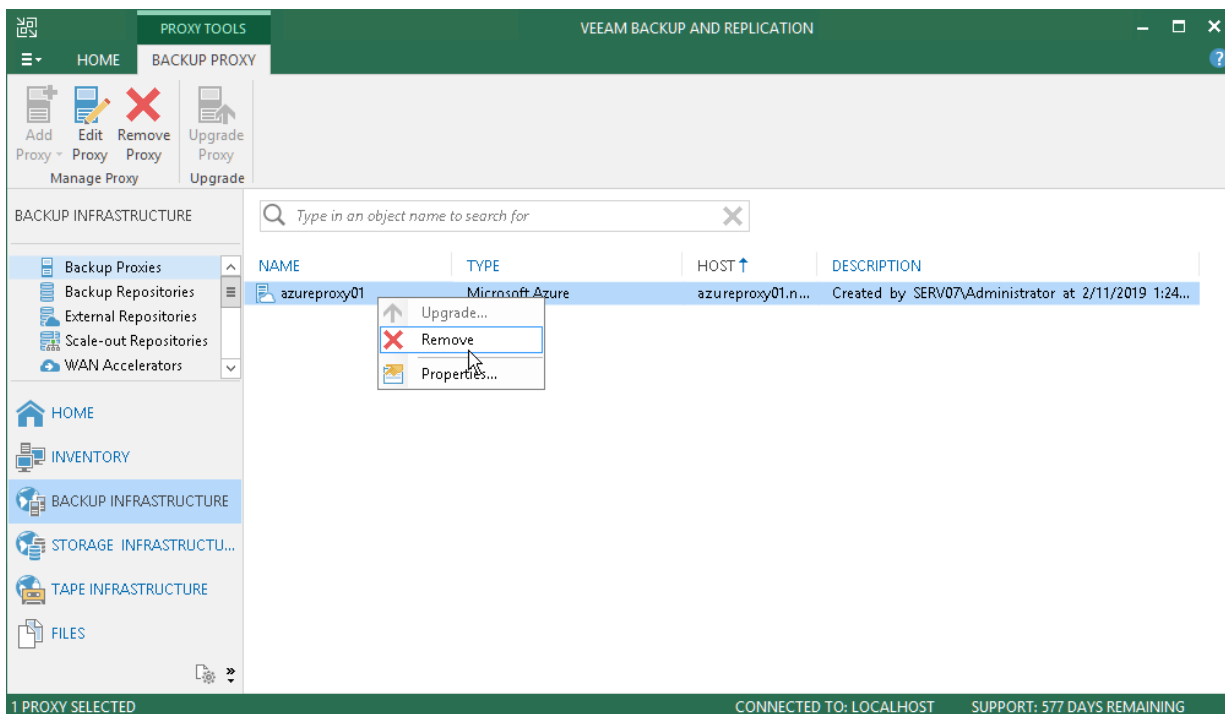 PROXY TOOLS
VEEAM BACKUP AND REPLICATION
HOME
BACKUP PROXY
?
Add Proxy
Edit Proxy
Remove Proxy
Upgrade Proxy
Manage Proxy
Upgrade
BACKUP INFRASTRUCTURE
Type in an object name to search for
Backup Proxies
Backup Repositories
External Repositories
Scale-out Repositories
WAN Accelerators
NAME TYPE HOST DESCRIPTION
azureproxy01 Microsoft Azure azureproxy01.n... Created by SERV07\Administrator at 2/11/2019 1:24...
Upgrade...
Remove
Properties...
HOME
INVENTORY
BACKUP INFRASTRUCTURE
STORAGE INFRASTRUCTU...
TAPE INFRASTRUCTURE
FILES
1 PROXY SELECTED
CONNECTED TO: LOCALHOST
SUPPORT: 577 DAYS REMAINING